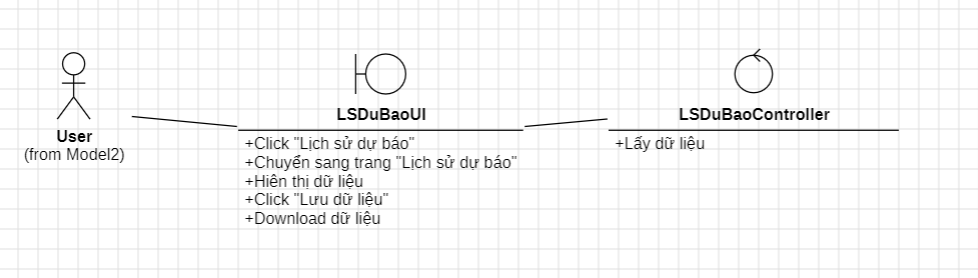 User
(from Model2)
LSDuBaoUI
+Click "Lịch sử dự báo"
+Chuyển sang trang "Lịch sử dự báo"
+Hiên thị dữ liệu
+Click "Lưu dữ liệu"
+Download dữ liệu
LSDuBaoController
+Lấy dữ liệu